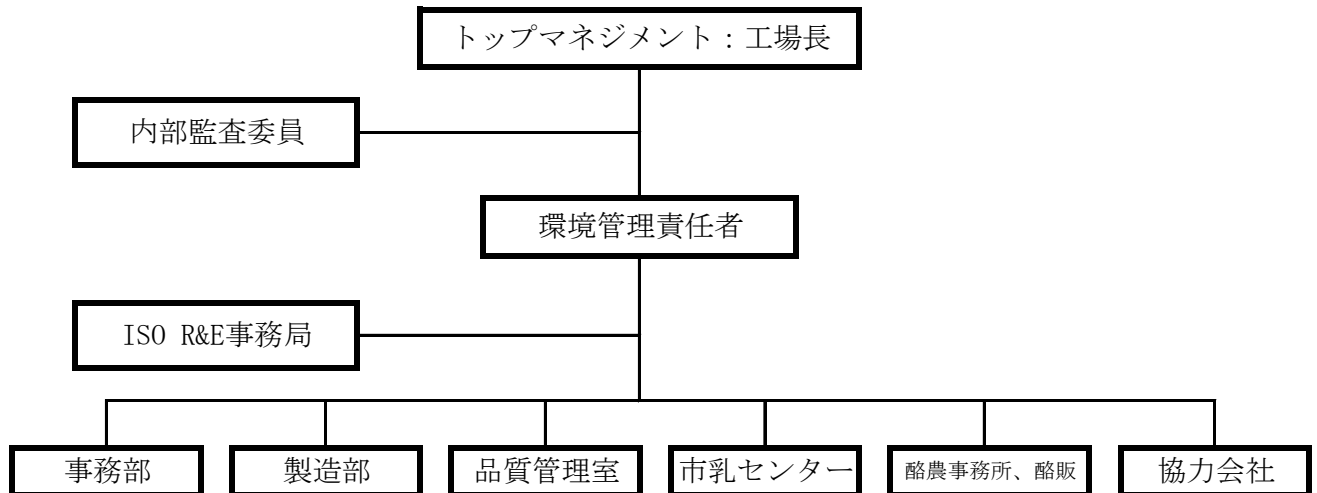 トップマネジメント：工場長
内部監査委員
環境管理責任者
ISO R&E事務局
事務部
製造部
品質管理室
市乳センター
酪農事務所、酪販
協力会社